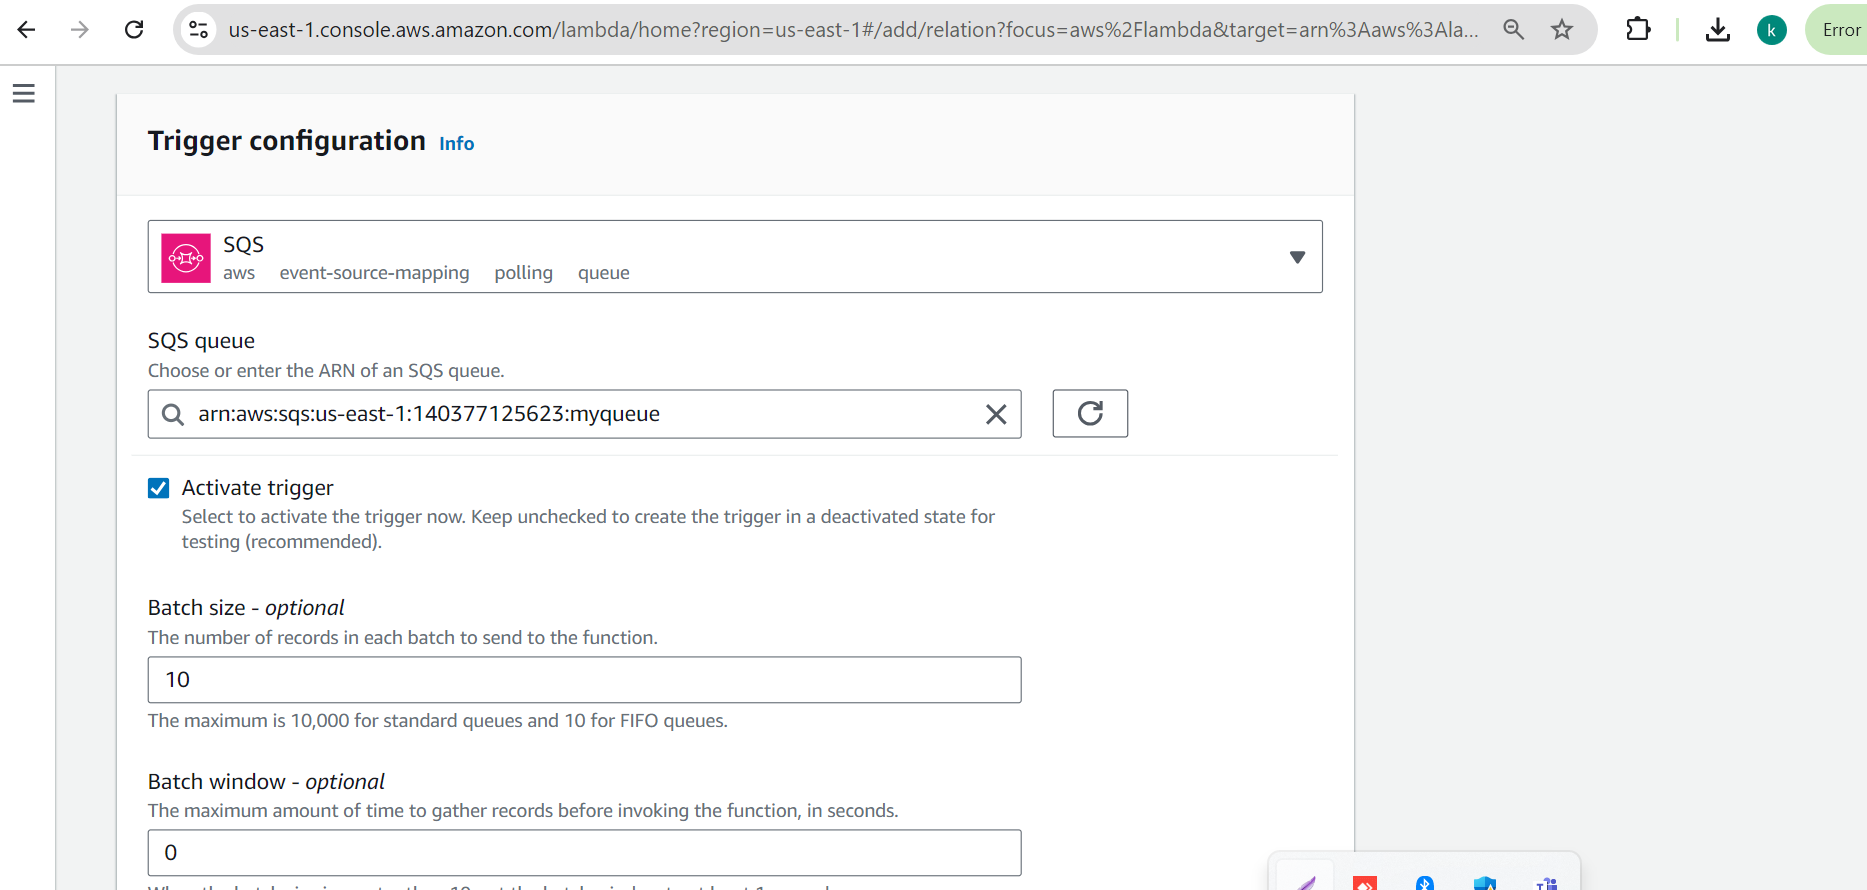 us-east-1.console.aws.amazon.com/lambda/home?region=us-east-1#/add/relation?focus=aws%2Flambda&target=arn%3Aaws%3Ala...
k
Error
Trigger configuration Info
SQS
aws event-source-mapping polling queue
SQS queue
Choose or enter the ARN of an SQS queue.
arn:aws:sqs:us-east-1:140377125623:myqueue
Activate trigger
Select to activate the trigger now. Keep unchecked to create the trigger in a deactivated state for
testing (recommended).
Batch size - optional
The number of records in each batch to send to the function.
10
The maximum is 10,000 for standard queues and 10 for FIFO queues.
Batch window - optional
The maximum amount of time to gather records before invoking the function, in seconds.
0